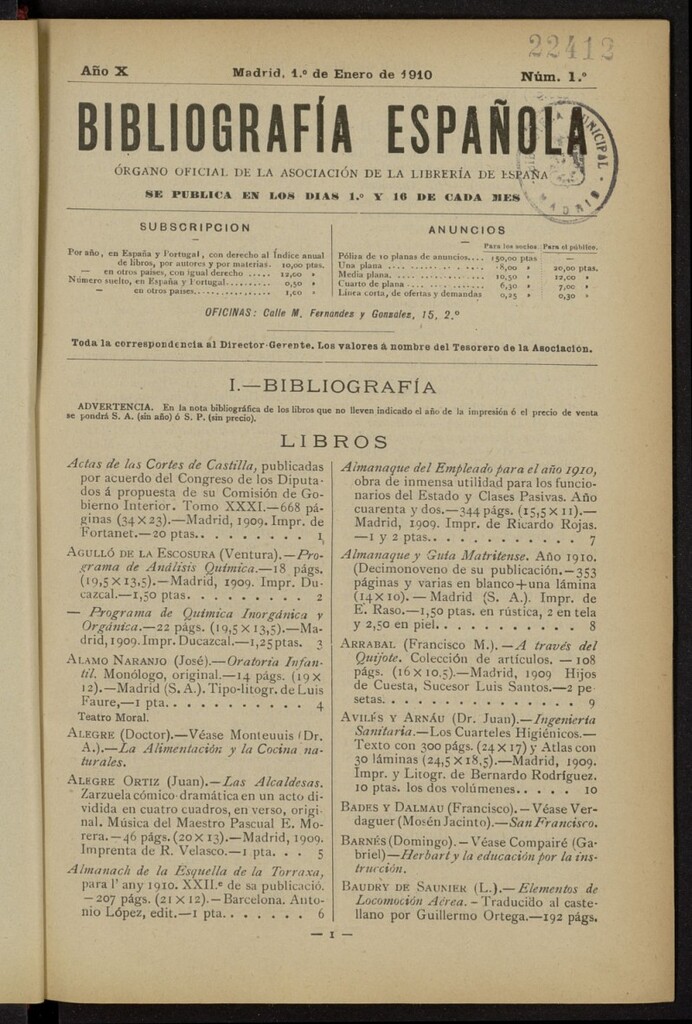 22412
Año X
Madrid, 1.º de Enero de 1910
Núm. 1.º
BIBLIOGRAFÍA ESPAÑOLA
ÓRGANO OFICIAL DE LA ASOCIACIÓN DE LA LIBRERÍA DE ESPAÑA
SE PUBLICA EN LOS DIAS 1.º Y 16 DE CADA MES
MUNICIPAL
MADRID
SUBSCRIPCION
Por año, en España y Portugal, con derecho al Índice anual
de libros, por autores y por materias. 10,00 ptas.
— en otros países, con igual derecho ..... 12,00 »
Número suelto, en España y Portugal.......... 0,50 »
— en otros países.................. 1,00 »
ANUNCIOS
Para los socios. Para el público.
Póliza de 10 planas de anuncios.... 150,00 ptas —
Una plana .................... 18,00 » 20,00 ptas.
Media plana. .................... 10,50 » 12,00 »
Cuarto de plana .................... 6,30 » 7,00 »
Línea corta, de ofertas y demandas 0,25 » 0,30 »
OFICINAS: Calle M. Fernandez y Gonzalez, 15, 2.º
Toda la correspondencia al Director-Gerente. Los valores á nombre del Tesorero de la Asociación.
I.—BIBLIOGRAFÍA
ADVERTENCIA. En la nota bibliográfica de los libros que no lleven indicado el año de la impresión ó el precio de venta
se pondrá S. A. (sin año) ó S. P. (sin precio).
LIBROS
Actas de las Cortes de Castilla, publicadas
por acuerdo del Congreso de los Diputa-
dos á propuesta de su Comisión de Go-
bierno Interior. Tomo XXXI.—668 pá-
ginas (34×23).—Madrid, 1909. Impr. de
Fortanet.—20 ptas. . . . . . . . . 1
AGULLÓ DE LA ESCOSURA (Ventura).—Pro-
grama de Análisis Química.—18 págs.
(19,5×13,5).—Madrid, 1909. Impr. Du-
cazcal.—1,50 ptas. . . . . . . . . 2
— Programa de Química Inorgánica y
Orgánica.—22 págs. (19,5×13,5).—Ma-
drid, 1909. Impr. Ducazcal.—1,25 ptas. 3
ALAMO NARANJO (José).—Oratoria Infan-
til. Monólogo, original.—14 págs. (19×
12).—Madrid (S. A.). Tipo-litogr. de Luis
Faure,—1 pta. . . . . . . . . . 4
Teatro Moral.
ALEGRE (Doctor).—Véase Monteuuis (Dr.
A.).—La Alimentación y la Cocina na-
turales.
ALEGRE ORTIZ (Juan).—Las Alcaldesas.
Zarzuela cómico-dramática en un acto di-
vidida en cuatro cuadros, en verso, origi-
nal. Música del Maestro Pascual E. Mo-
rera.—46 págs. (20×13).—Madrid, 1909.
Imprenta de R. Velasco.—1 pta. . . 5
Almanach de la Esquella de la Torraxa,
para l' any 1910. XXII.ᵉ de sa publicació.
—207 págs. (21×12).—Barcelona. Anto-
nio López, edit.—1 pta. . . . . . . 6
Almanaque del Empleado para el año 1910,
obra de inmensa utilidad para los funcio-
narios del Estado y Clases Pasivas. Año
cuarenta y dos.—344 págs. (15,5×11).—
Madrid, 1909. Impr. de Ricardo Rojas.
—1 y 2 ptas. . . . . . . . . . . 7
Almanaque y Guía Matritense. Año 1910.
(Decimonoveno de su publicación.—353
páginas y varias en blanco+una lámina
(14×10).—Madrid (S. A.). Impr. de
E. Raso.—1,50 ptas. en rústica, 2 en tela
y 2,50 en piel. . . . . . . . . . . 8
ARRABAL (Francisco M.).—A través del
Quijote. Colección de artículos. — 108
págs. (16×10.5).—Madrid, 1909 Hijos
de Cuesta, Sucesor Luis Santos.—2 pe-
setas. . . . . . . . . . . . . . 9
AVILÉS Y ARNÁU (Dr. Juan).—Ingeniería
Sanitaria.—Los Cuarteles Higiénicos.—
Texto con 300 págs. (24×17) y Atlas con
30 láminas (24,5×18,5).—Madrid, 1909.
Impr. y Litogr. de Bernardo Rodríguez.
10 ptas. los dos volúmenes. . . . . 10
BADES Y DALMAU (Francisco).—Véase Ver-
daguer (Mosén Jacinto).—San Francisco.
BARNÉS (Domingo).—Véase Compairé (Ga-
briel)—Herbart y la educación por la ins-
trucción.
BAUDRY DE SAUNIER (L.).—Elementos de
Locomoción Aérea. - Traducido al caste-
llano por Guillermo Ortega.—192 págs.
— 1 —